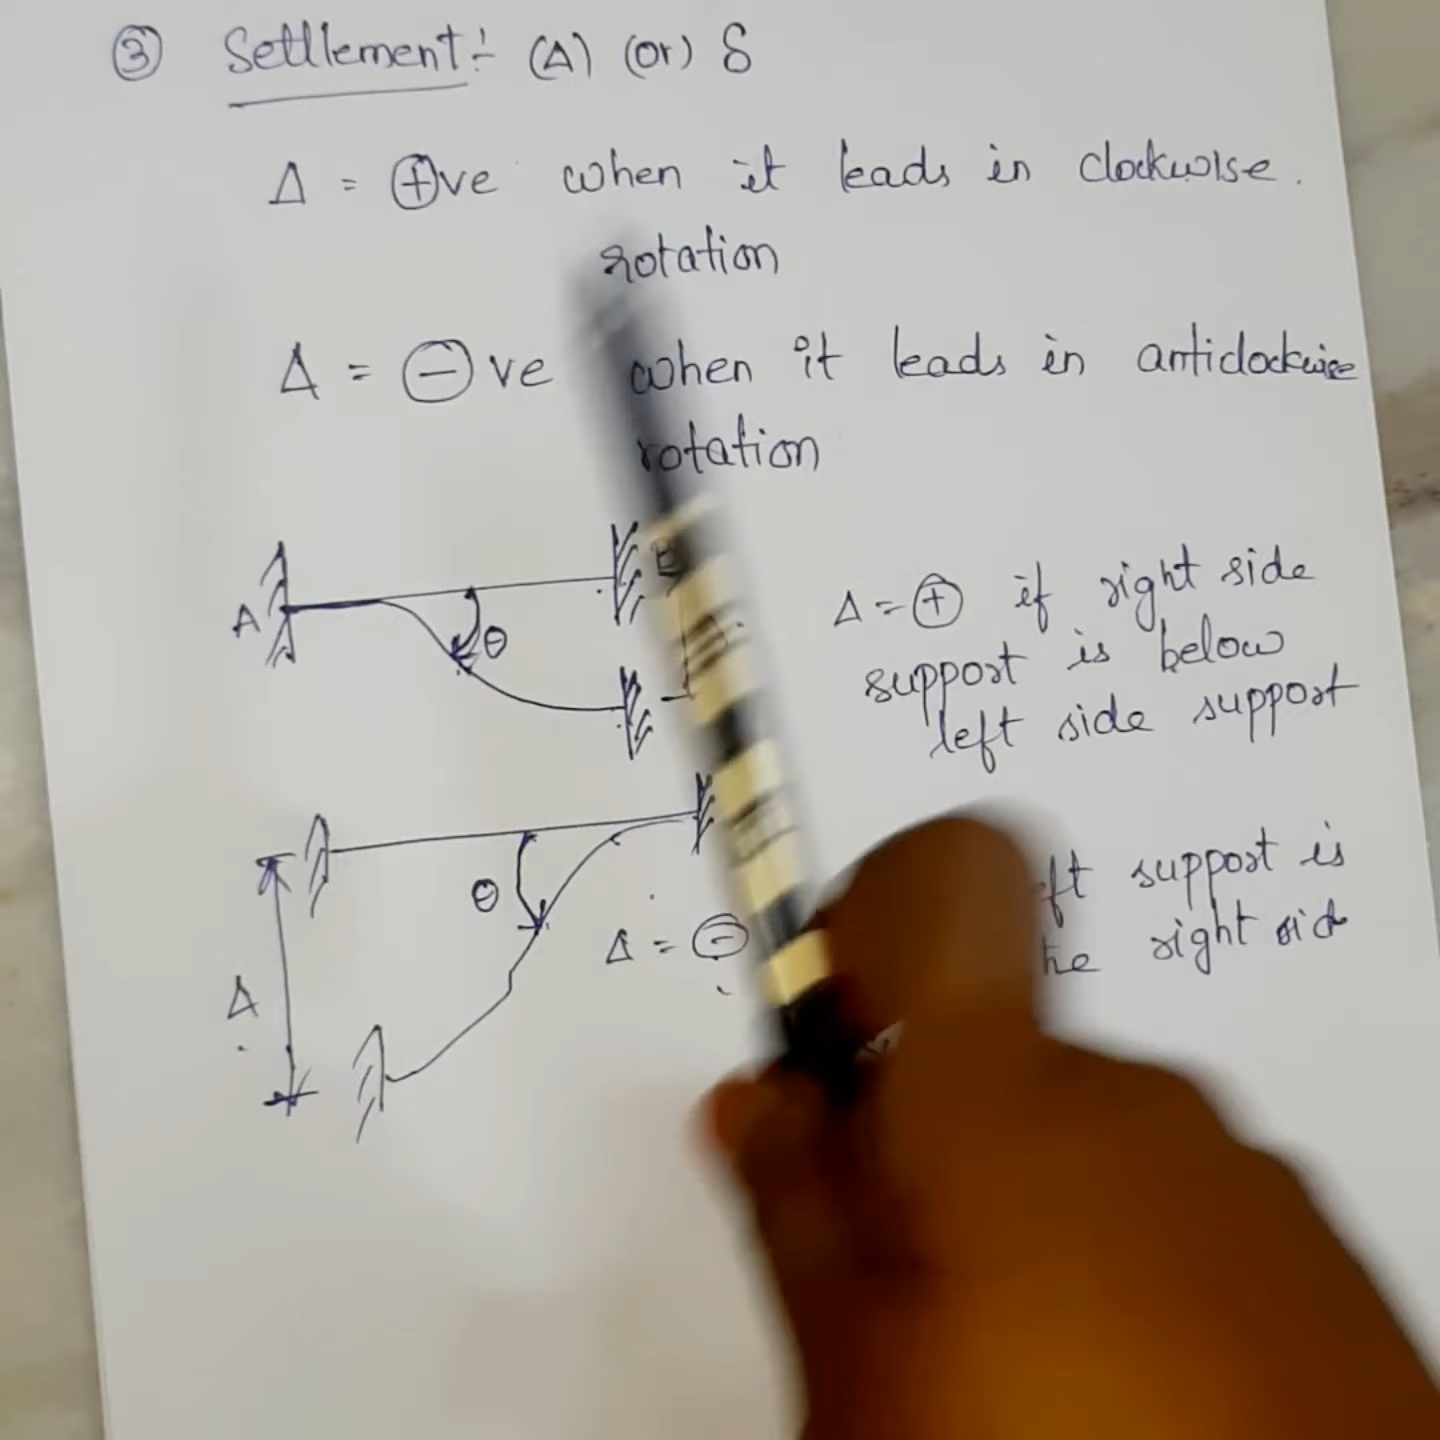 ③ Settlement :- (Δ) (or) δ
Δ = ⊕ve when it leads in clockwise.
rotation
Δ = ⊖ve when it leads in anticlockwise
rotation
A
θ
B
Δ = ⊕ if right side
support is below
left side support
θ
Δ
Δ = ⊖
support is
right sid